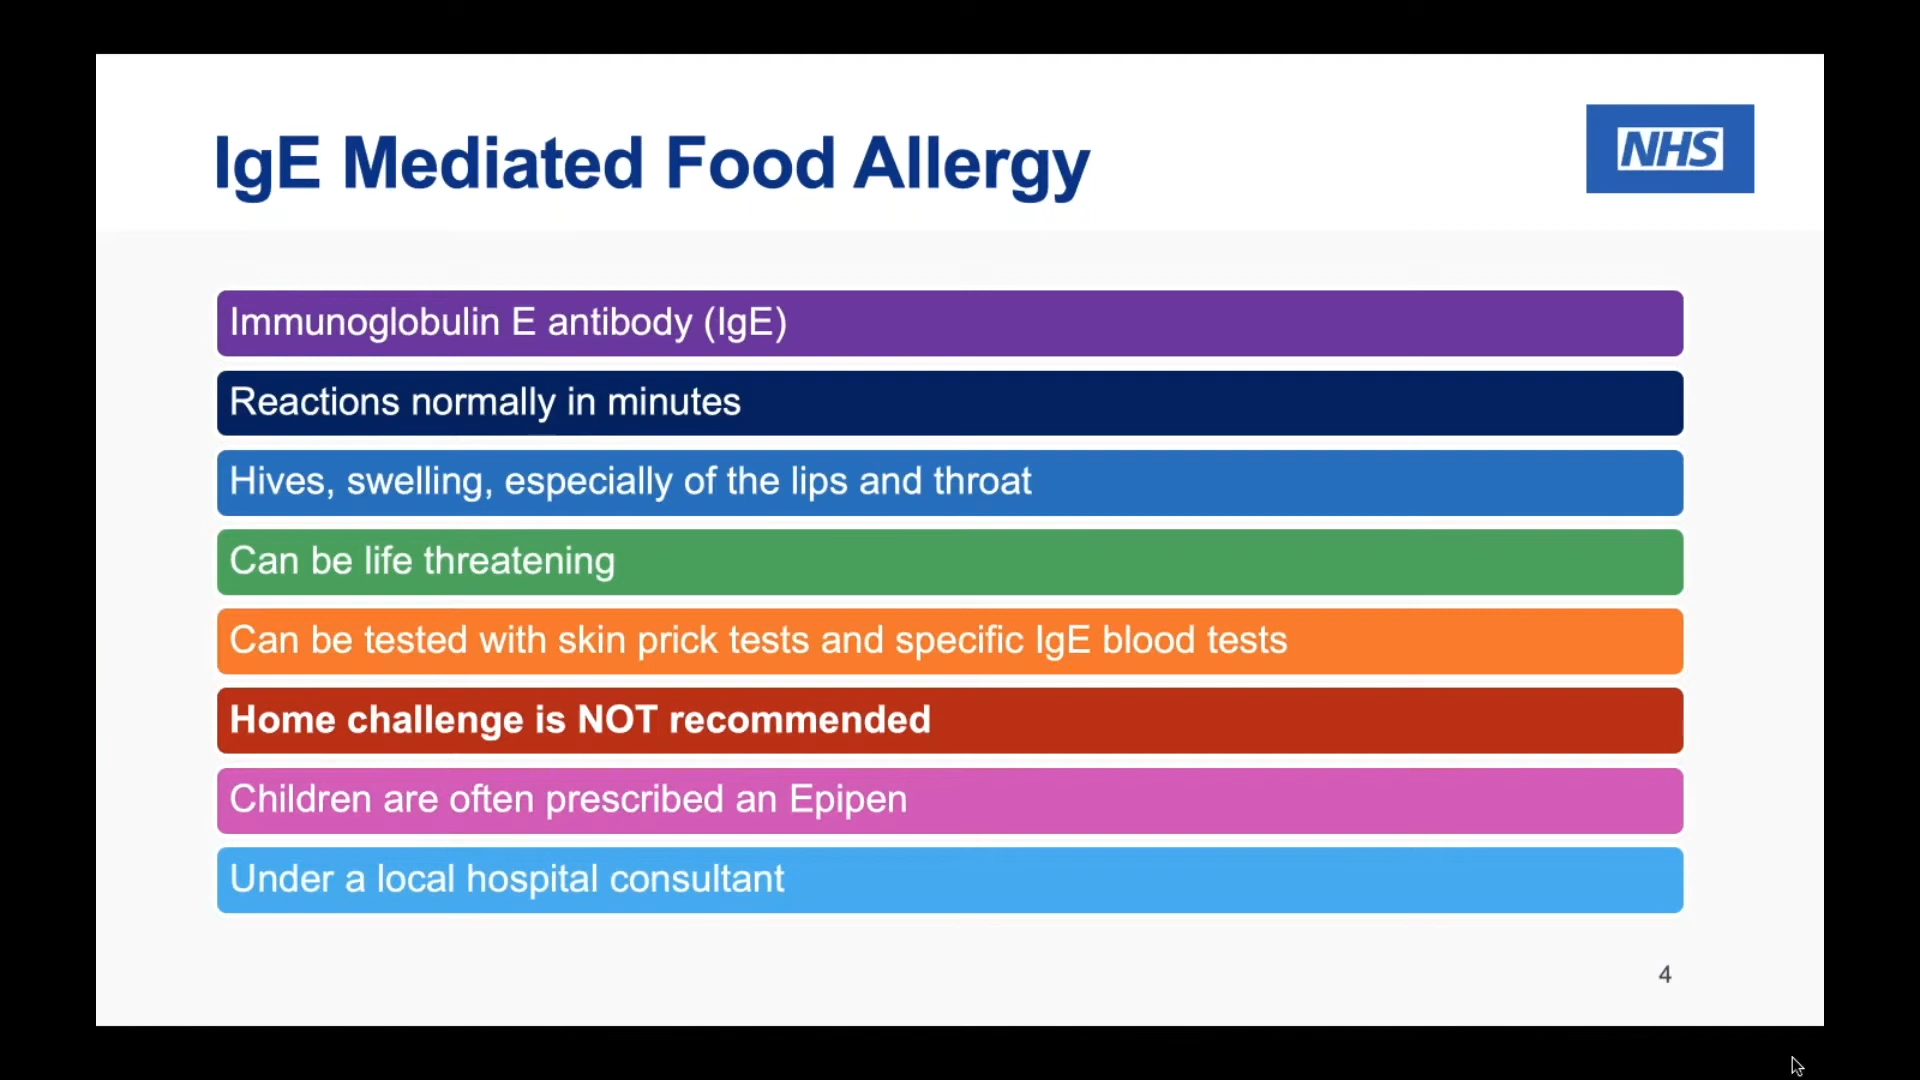 IgE Mediated Food Allergy
NHS
Immunoglobulin E antibody (IgE)
Reactions normally in minutes
Hives, swelling, especially of the lips and throat
Can be life threatening
Can be tested with skin prick tests and specific IgE blood tests
Home challenge is NOT recommended
Children are often prescribed an Epipen
Under a local hospital consultant
4